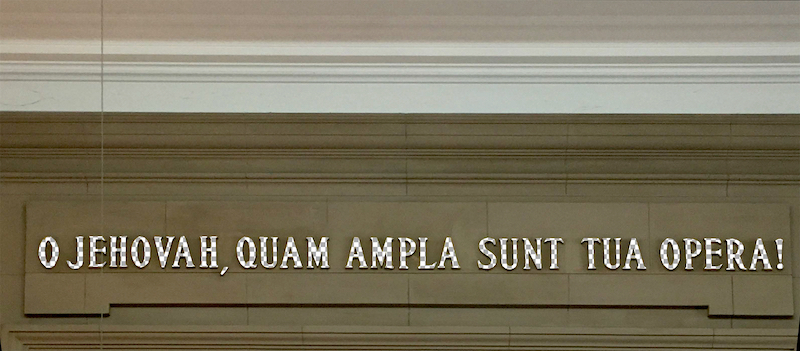 O JEHOVAH, QUAM AMPLA SUNT TUA OPERA!